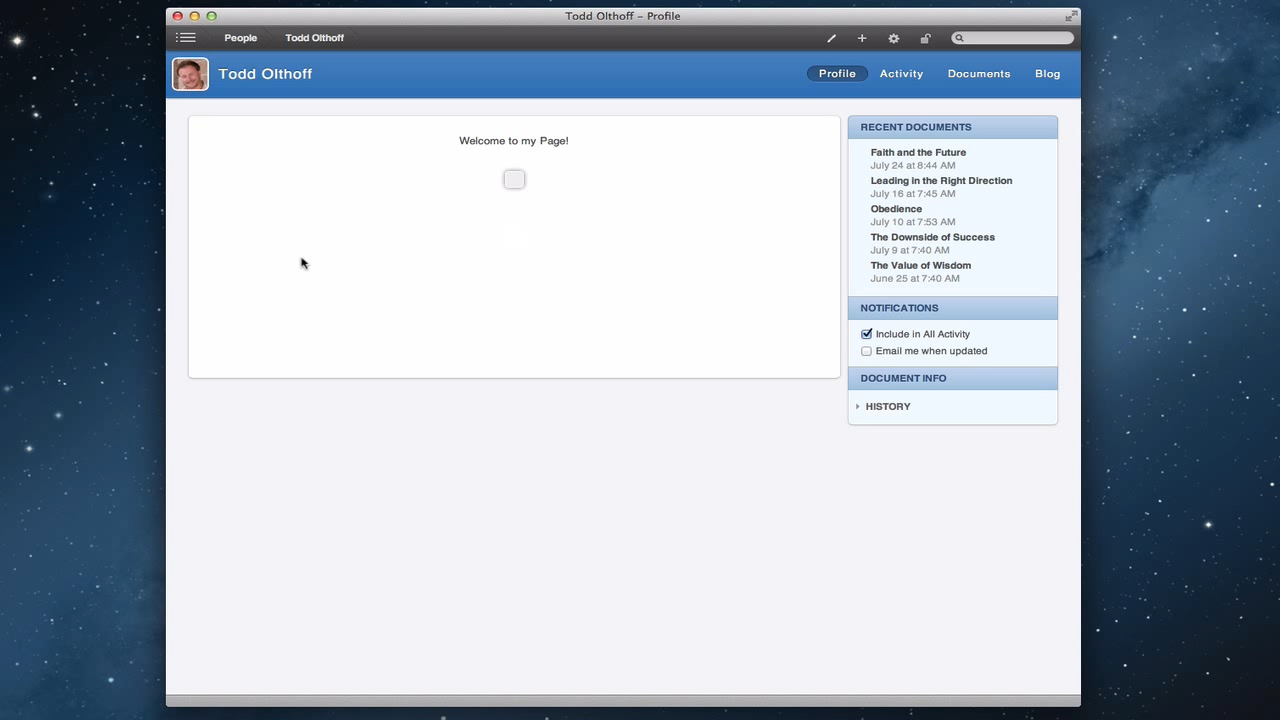 Todd Olthoff – Profile
People
Todd Olthoff
Todd Olthoff
Profile
Activity
Documents
Blog
Welcome to my Page!
RECENT DOCUMENTS
Faith and the Future
July 24 at 8:44 AM
Leading in the Right Direction
July 16 at 7:45 AM
Obedience
July 10 at 7:53 AM
The Downside of Success
July 9 at 7:40 AM
The Value of Wisdom
June 25 at 7:40 AM
NOTIFICATIONS
Include in All Activity
Email me when updated
DOCUMENT INFO
HISTORY